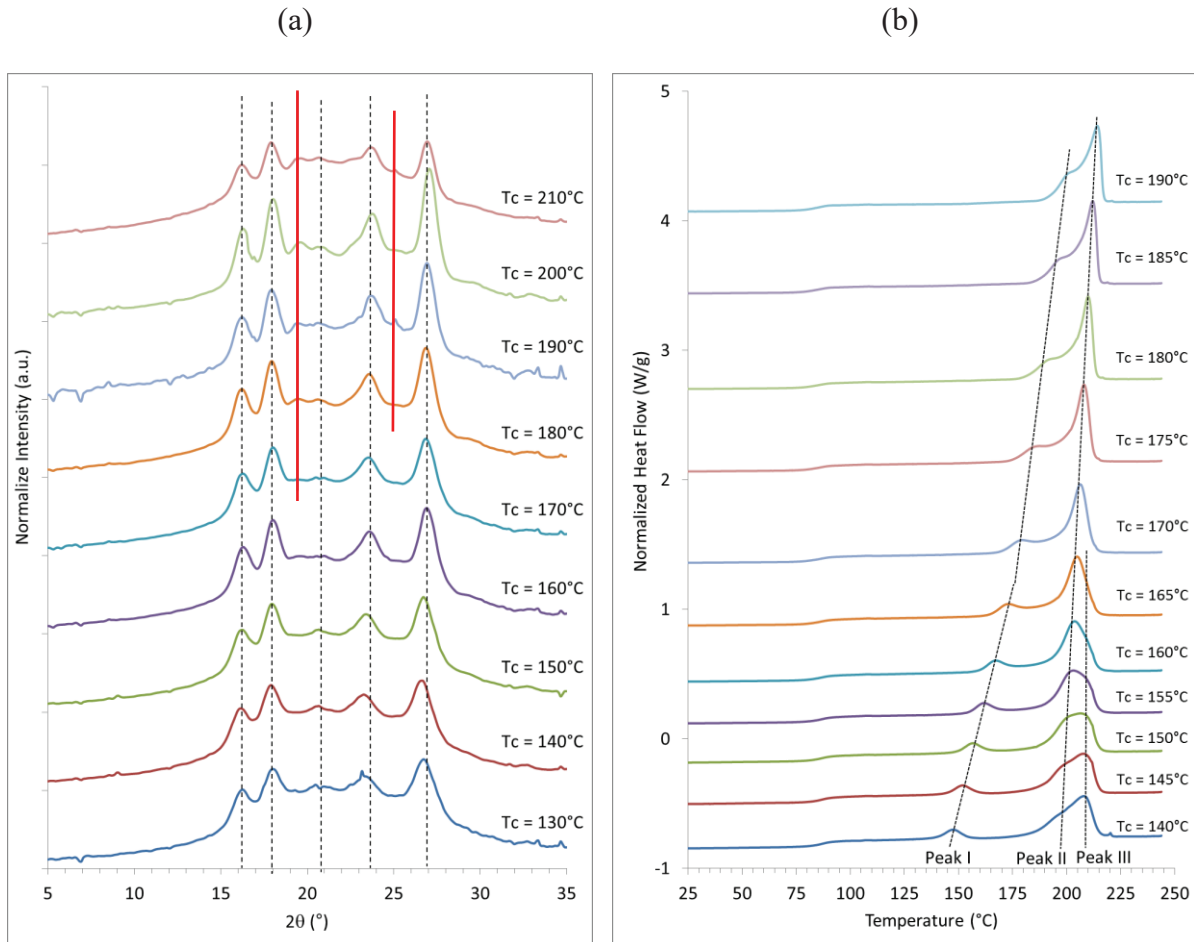 (a)
Normalize Intensity (a.u.)
Tc = 210°C
Tc = 200°C
Tc = 190°C
Tc = 180°C
Tc = 170°C
Tc = 160°C
Tc = 150°C
Tc = 140°C
Tc = 130°C
5 10 15 20 25 30 35
2θ (°)
(b)
Normalized Heat Flow (W/g)
5
4
3
2
1
0
-1
Tc = 190°C
Tc = 185°C
Tc = 180°C
Tc = 175°C
Tc = 170°C
Tc = 165°C
Tc = 160°C
Tc = 155°C
Tc = 150°C
Tc = 145°C
Tc = 140°C
Peak I Peak II Peak III
25 50 75 100 125 150 175 200 225 250
Temperature (°C)